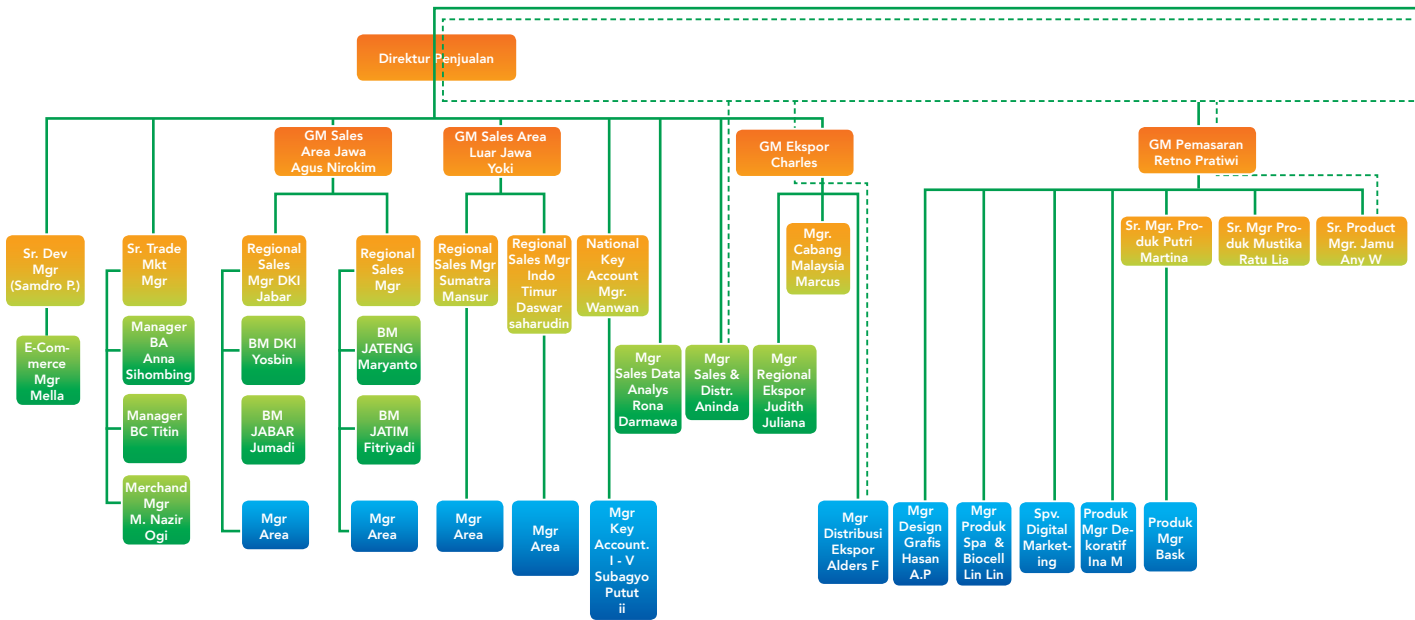 Direktur Penjualan
GM Sales
Area Jawa
Agus Nirokim
GM Sales Area
Luar Jawa
Yoki
GM Ekspor
Charles
GM Pemasaran
Retno Pratiwi
Sr. Dev
Mgr
(Samdro P.)
Sr. Trade
Mkt
Mgr
Regional
Sales
Mgr DKI
Jabar
Regional
Sales
Mgr
Regional
Sales Mgr
Sumatra
Mansur
Regional
Sales Mgr
Indo
Timur
Daswar
saharudin
National
Key
Account
Mgr.
Wanwan
Mgr.
Cabang
Malaysia
Marcus
Sr. Mgr. Pro-
duk Putri
Martina
Sr. Mgr Pro-
duk Mustika
Ratu Lia
Sr. Product
Mgr. Jamu
Any W
E-Com-
merce
Mgr
Mella
Manager
BA
Anna
Sihombing
BM DKI
Yosbin
BM
JATENG
Maryanto
Mgr
Sales Data
Analys
Rona
Darmawa
Mgr
Sales &
Distr.
Aninda
Mgr
Regional
Ekspor
Judith
Juliana
Manager
BC Titin
BM
JABAR
Jumadi
BM
JATIM
Fitriyadi
Merchand
Mgr
M. Nazir
Ogi
Mgr
Area
Mgr
Area
Mgr
Area
Mgr
Area
Mgr
Key
Account.
I - V
Subagyo
Putut
ii
Mgr
Distribusi
Ekspor
Alders F
Mgr
Design
Grafis
Hasan
A.P
Mgr
Produk
Spa &
Biocell
Lin Lin
Spv.
Digital
Market-
ing
Produk
Mgr De-
koratif
Ina M
Produk
Mgr
Bask